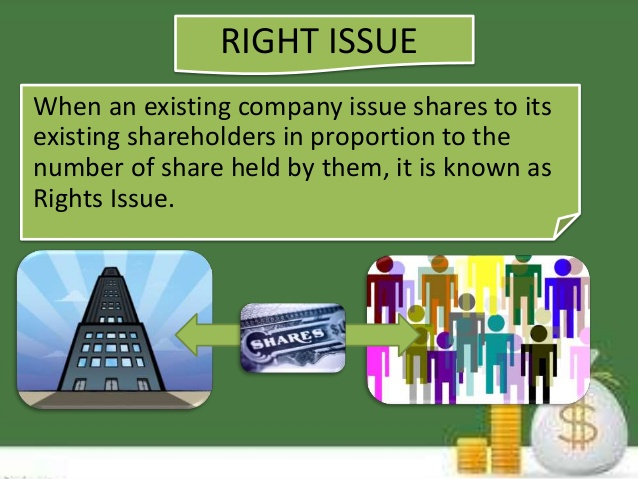 RIGHT ISSUE
When an existing company issue shares to its
existing shareholders in proportion to the
number of share held by them, it is known as
Rights Issue.
SHARES
$